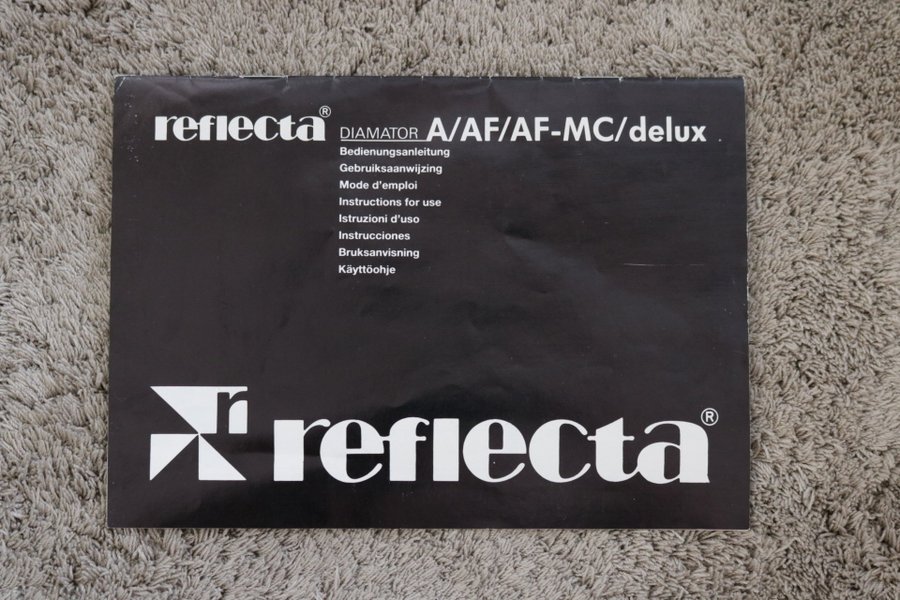 reflecta® DIAMATOR A/AF/AF-MC/delux
Bedienungsanleitung
Gebruiksaanwijzing
Mode d'emploi
Instructions for use
Istruzioni d'uso
Instrucciones
Bruksanvisning
Käyttöohje
r reflecta®